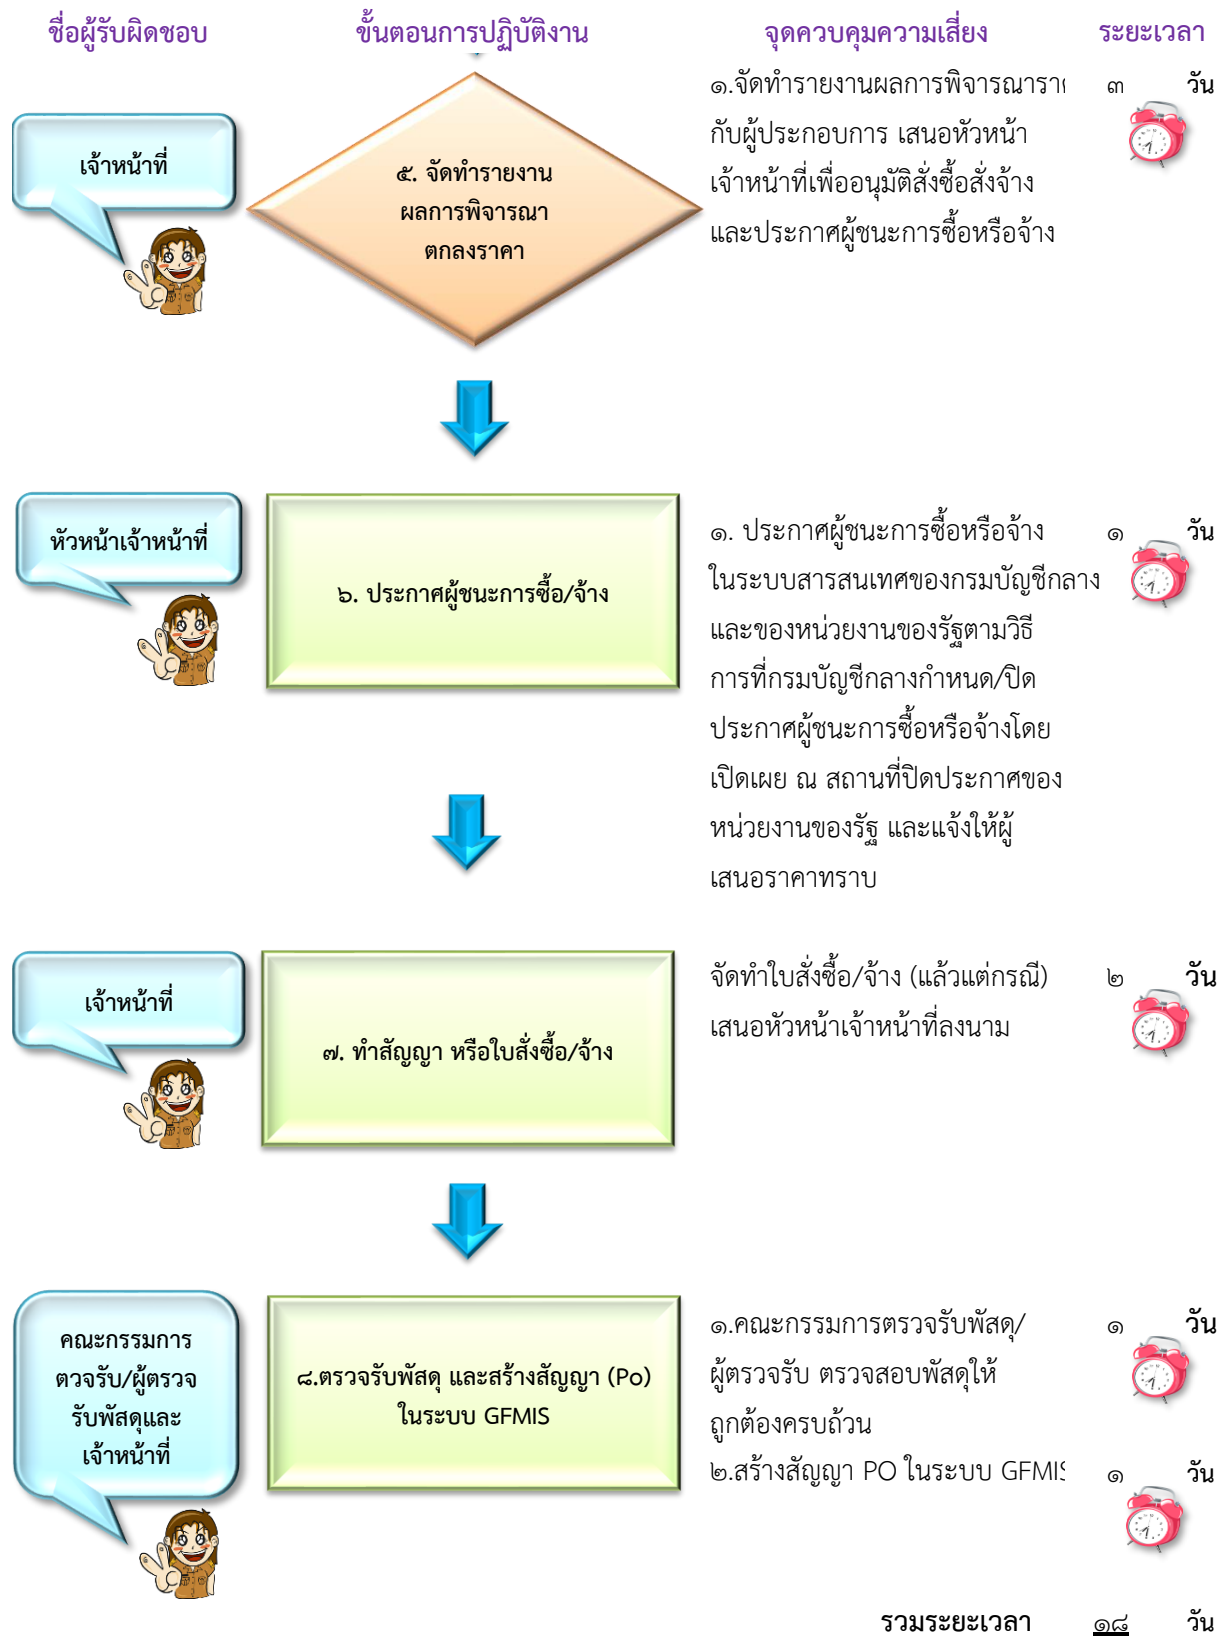 ชื่อผู้รับผิดชอบ ขั้นตอนการปฏิบัติงาน จุดควบคุมความเสี่ยง ระยะเวลา
เจ้าหน้าที่
๕. จัดทำรายงาน
ผลการพิจารณา
ตกลงราคา
๑.จัดทำรายงานผลการพิจารณารา
กับผู้ประกอบการ เสนอหัวหน้า
เจ้าหน้าที่เพื่ออนุมัติสั่งซื้อสั่งจ้าง
และประกาศผู้ชนะการซื้อหรือจ้าง
๓ วัน
หัวหน้าเจ้าหน้าที่
๖. ประกาศผู้ชนะการซื้อ/จ้าง
๑. ประกาศผู้ชนะการซื้อหรือจ้าง
ในระบบสารสนเทศของกรมบัญชีกลาง
และของหน่วยงานของรัฐตามวิธี
การที่กรมบัญชีกลางกำหนด/ปิด
ประกาศผู้ชนะการซื้อหรือจ้างโดย
เปิดเผย ณ สถานที่ปิดประกาศของ
หน่วยงานของรัฐ และแจ้งให้ผู้
เสนอราคาทราบ
๑ วัน
เจ้าหน้าที่
๗. ทำสัญญา หรือใบสั่งซื้อ/จ้าง
จัดทำใบสั่งซื้อ/จ้าง (แล้วแต่กรณี)
เสนอหัวหน้าเจ้าหน้าที่ลงนาม
๒ วัน
คณะกรรมการ
ตวจรับ/ผู้ตรวจ
รับพัสดุและ
เจ้าหน้าที่
๘.ตรวจรับพัสดุ และสร้างสัญญา (Po)
ในระบบ GFMIS
๑.คณะกรรมการตรวจรับพัสดุ/
ผู้ตรวจรับ ตรวจสอบพัสดุให้
ถูกต้องครบถ้วน
๑ วัน
๒.สร้างสัญญา PO ในระบบ GFMIS
๑ วัน
รวมระยะเวลา ๑๘ วัน